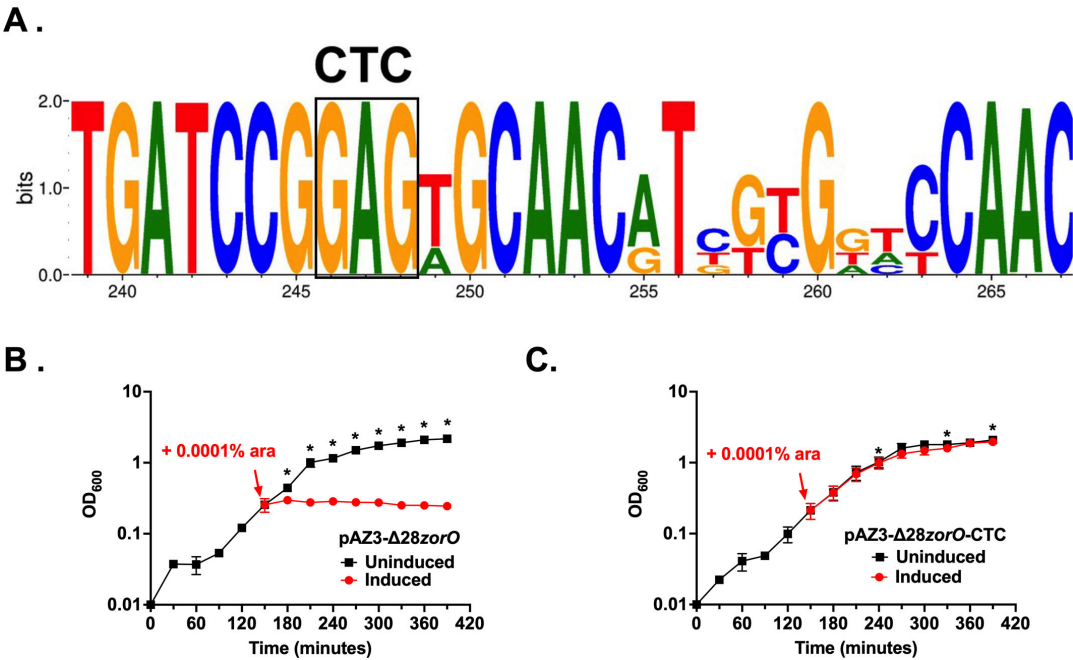 A.
CTC
bits
2.0
1.0
0.0
TGATCCGGAGTGCAACATCGTGGTCCAAC
A G T T C T A T
G A C
240 245 250 255 260 265
B.
OD600
10
1
0.1
0.01
+ 0.0001% ara
* * * * * * * *
pAZ3-Δ28zorO
Uninduced
Induced
0 60 120 180 240 300 360 420
Time (minutes)
C.
OD600
10
1
0.1
0.01
+ 0.0001% ara
* * *
pAZ3-Δ28zorO-CTC
Uninduced
Induced
0 60 120 180 240 300 360 420
Time (minutes)